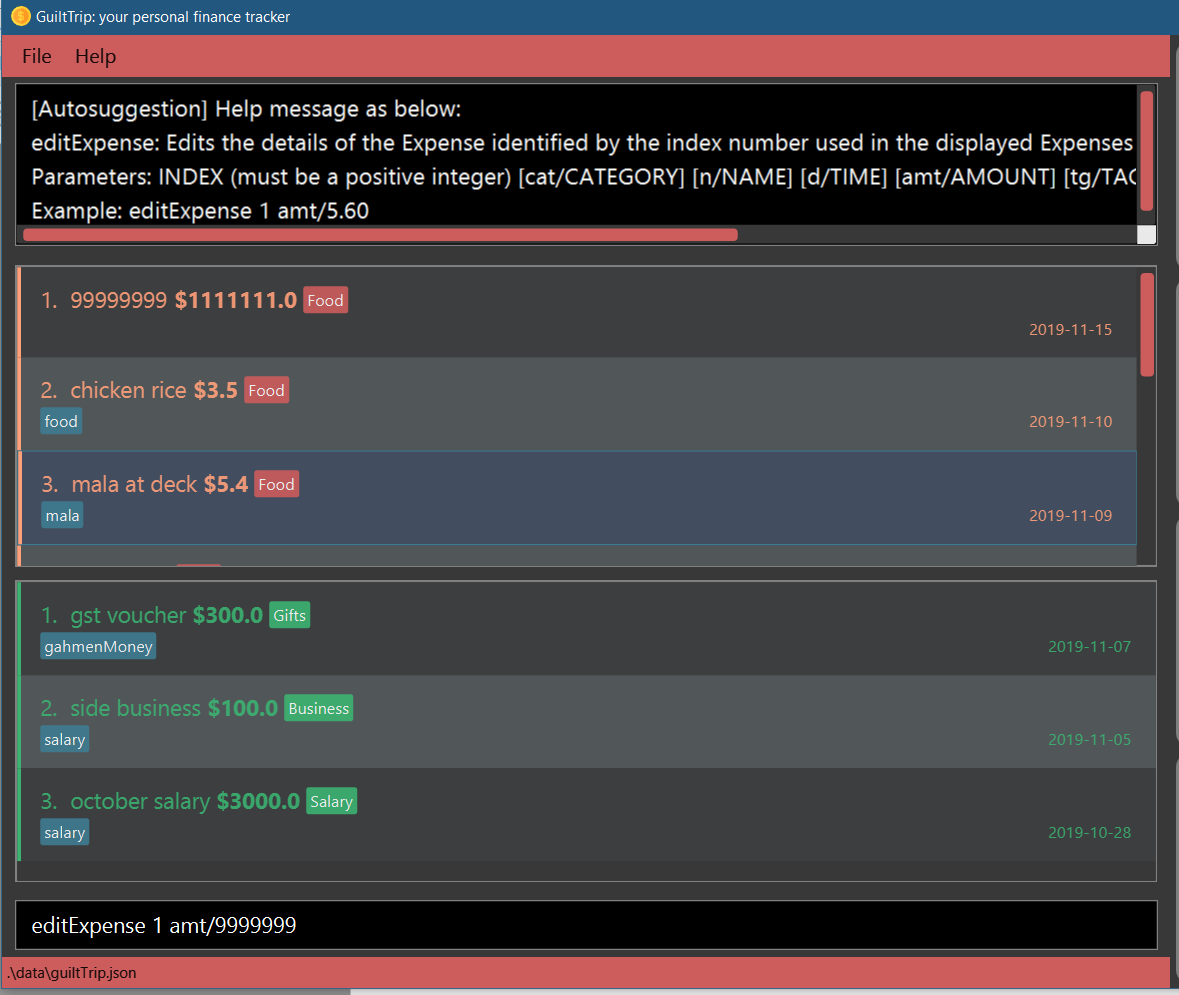 GuiltTrip: your personal finance tracker
File Help
[Autosuggestion] Help message as below:
editExpense: Edits the details of the Expense identified by the index number used in the displayed Expenses
Parameters: INDEX (must be a positive integer) [cat/CATEGORY] [n/NAME] [d/TIME] [amt/AMOUNT] [tg/TAG
Example: editExpense 1 amt/5.60
1. 99999999 $1111111.0 Food
2019-11-15
2. chicken rice $3.5 Food
food 2019-11-10
3. mala at deck $5.4 Food
mala 2019-11-09
1. gst voucher $300.0 Gifts
gahmenMoney 2019-11-07
2. side business $100.0 Business
salary 2019-11-05
3. october salary $3000.0 Salary
salary 2019-10-28
editExpense 1 amt/9999999
.\data\guiltTrip.json